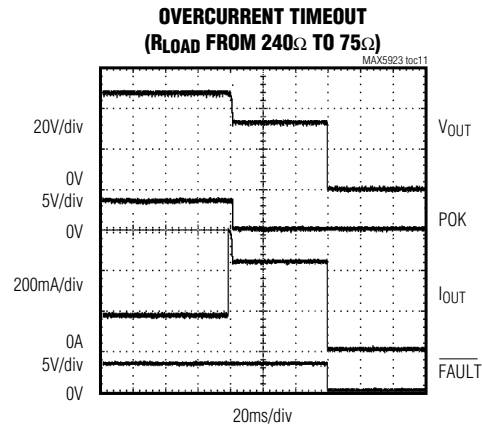 OVERCURRENT TIMEOUT
(RLOAD FROM 240Ω TO 75Ω)
MAX5923 toc11
20V/div
VOUT
0V
5V/div
POK
0V
200mA/div
IOUT
0A
5V/div
FAULT
0V
20ms/div